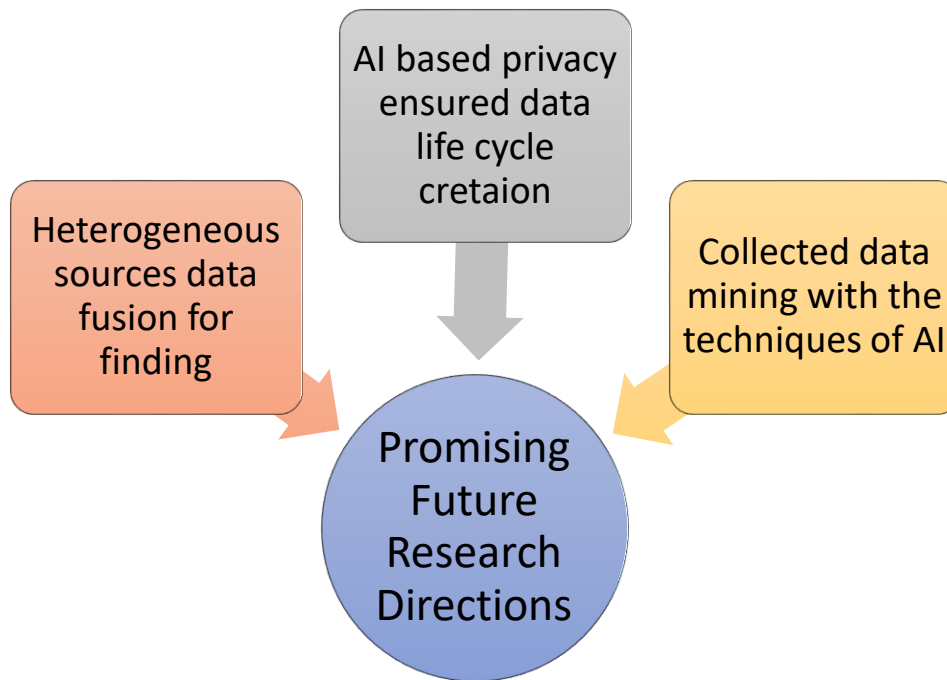 AI based privacy
ensured data
life cycle
cretaion
Heterogeneous
sources data
fusion for
finding
Collected data
mining with the
techniques of AI
Promising
Future
Research
Directions